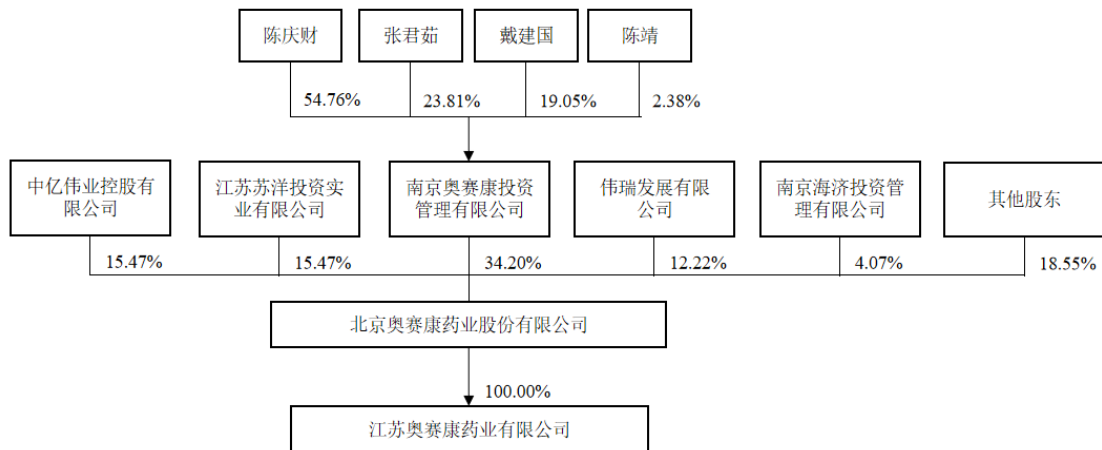 陈庆财
张君茹
戴建国
陈靖
54.76%
23.81%
19.05%
2.38%
中亿伟业控股有
限公司
江苏苏洋投资实
业有限公司
南京奥赛康投资
管理有限公司
伟瑞发展有限
公司
南京海济投资管
理有限公司
其他股东
15.47%
15.47%
34.20%
12.22%
4.07%
18.55%
北京奥赛康药业股份有限公司
100.00%
江苏奥赛康药业有限公司